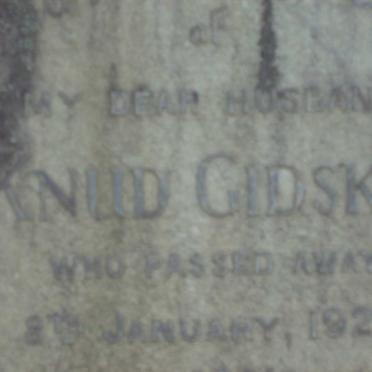 of
MY DEAR HUSBAN
KNUD GIDSK
WHO PASSED AWAY
8TH JANUARY, 192